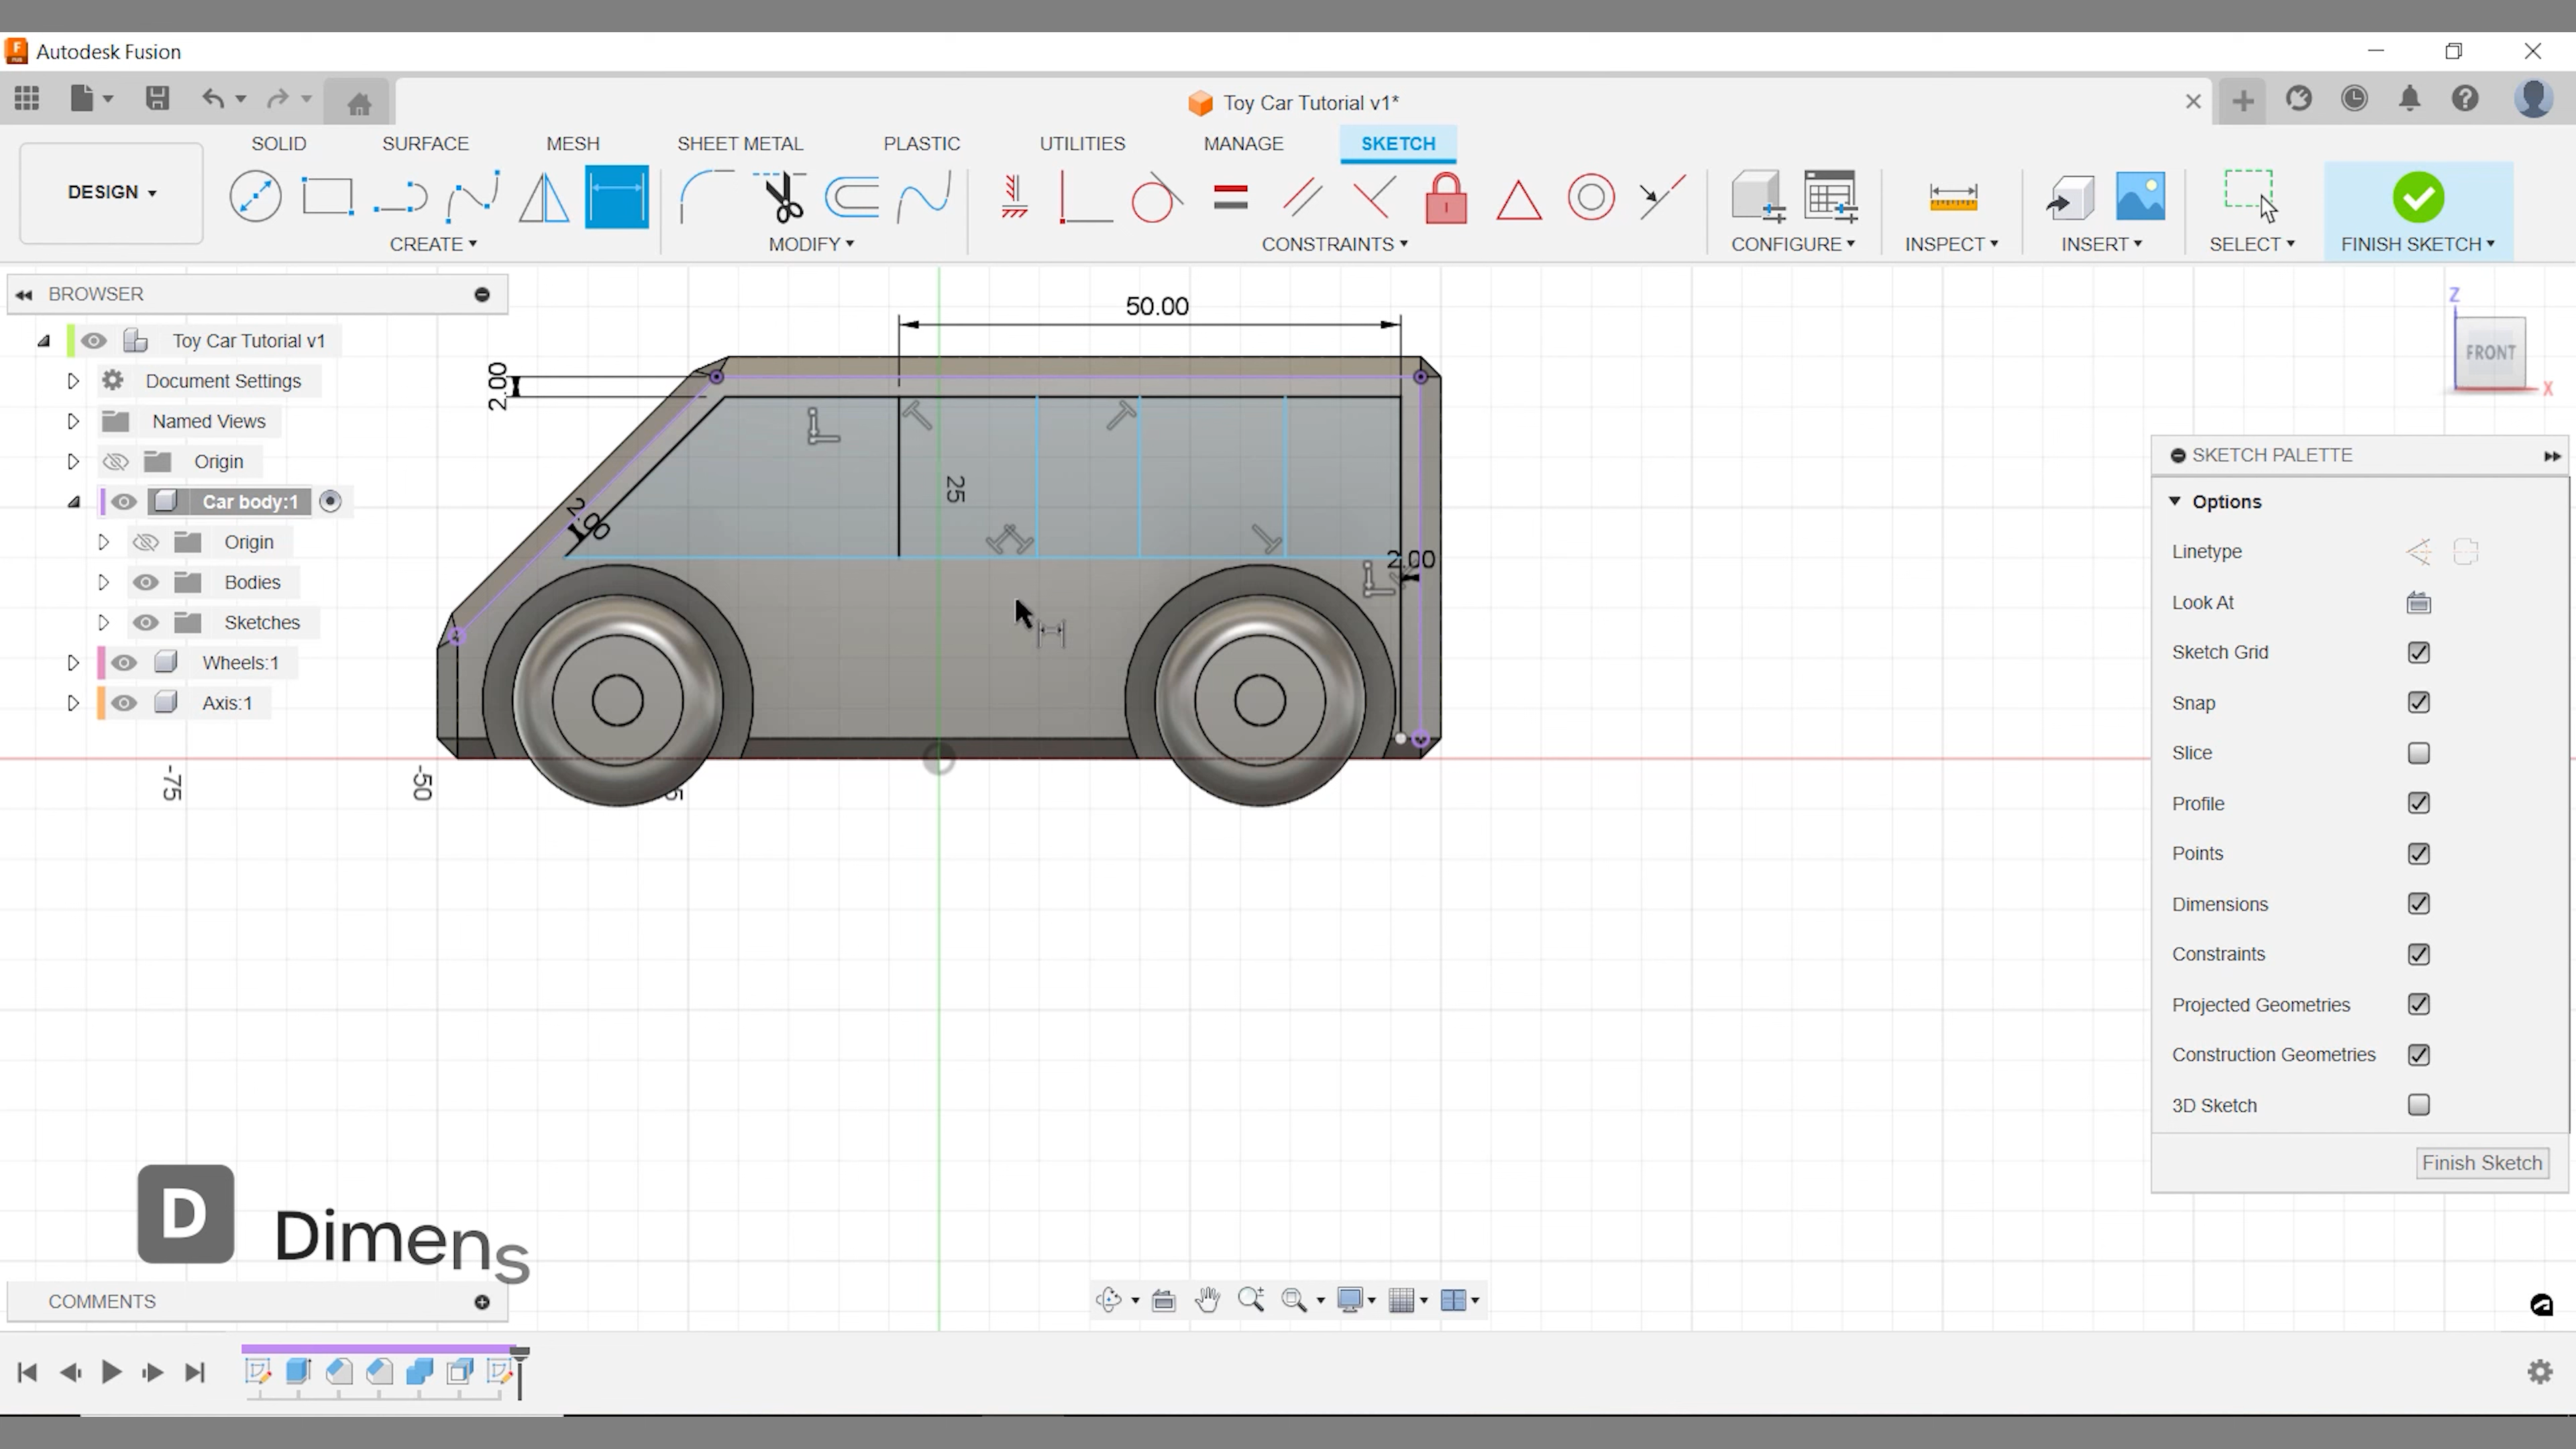 Autodesk Fusion
Toy Car Tutorial v1*
SOLID SURFACE MESH SHEET METAL PLASTIC UTILITIES MANAGE SKETCH
DESIGN
CREATE MODIFY CONSTRAINTS CONFIGURE INSPECT INSERT SELECT FINISH SKETCH
BROWSER
Toy Car Tutorial v1
Document Settings
Named Views
Origin
Car body:1
Origin
Bodies
Sketches
Wheels:1
Axis:1
50.00
2.00
25
2.00
2.00
-75
-50
Z
FRONT
X
SKETCH PALETTE
Options
Linetype
Look At
Sketch Grid
Snap
Slice
Profile
Points
Dimensions
Constraints
Projected Geometries
Construction Geometries
3D Sketch
Finish Sketch
D Dimens
COMMENTS